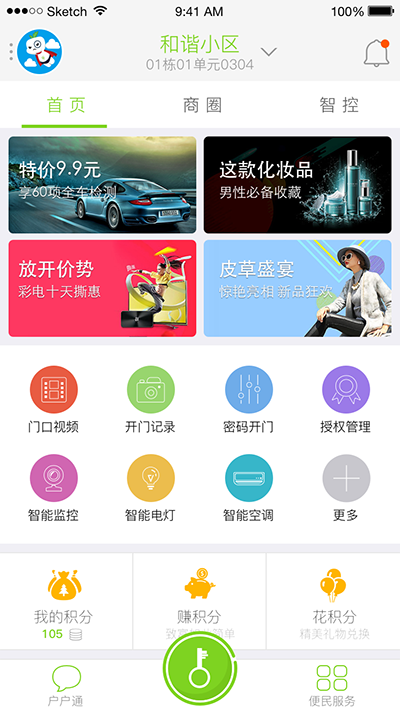 Sketch
9:41 AM
100%
和谐小区
01栋01单元0304
首页
商圈
智控
特价9.9元
享60项全车检测
这款化妆品
男性必备收藏
放开价势
彩电十天撕惠
皮草盛宴
惊艳亮相 新品狂欢
门口视频
开门记录
密码开门
授权管理
智能监控
智能电灯
智能空调
更多
我的积分
105
赚积分
花积分
精美礼物兑换
户户通
便民服务